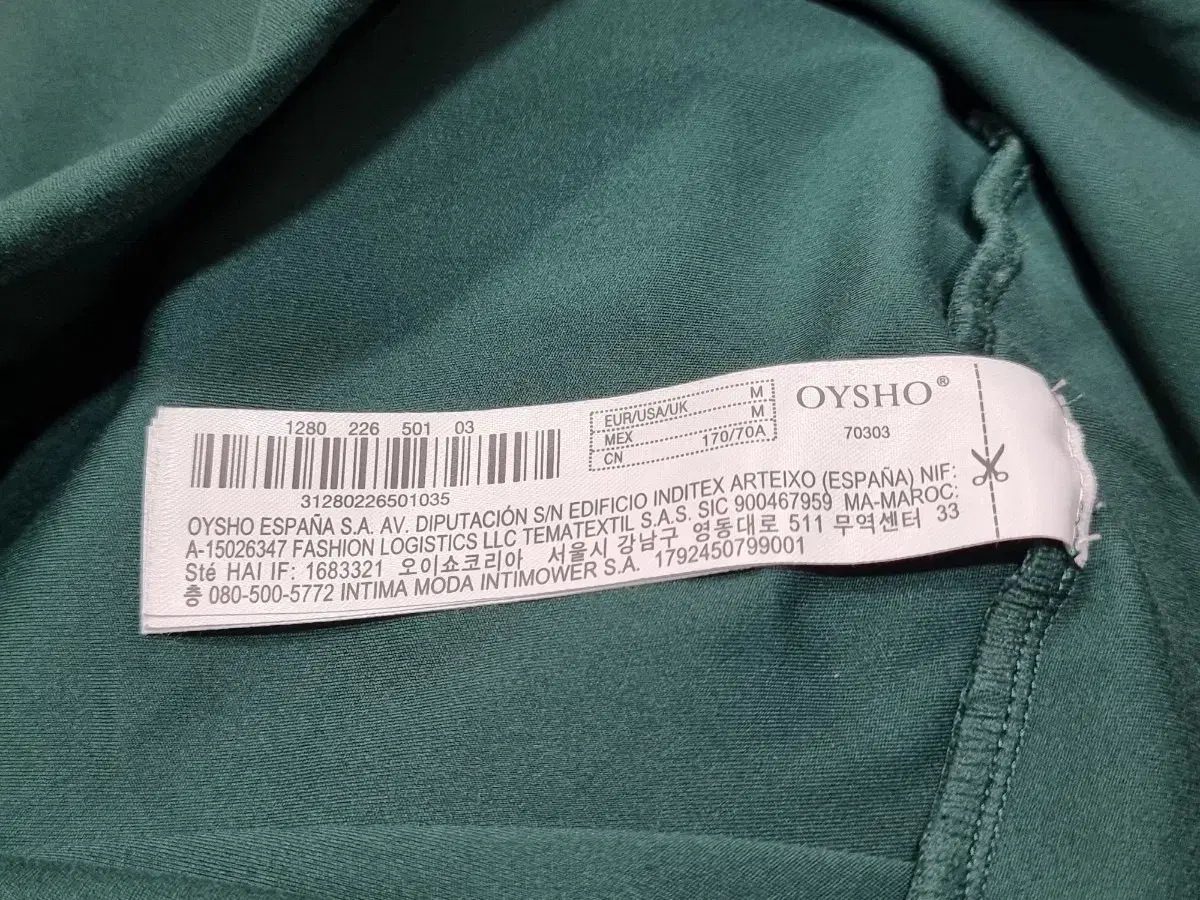 1280 226 501 03
31280226501035
EUR/USA/UK M
MEX M
CN 170/70A
OYSHO®
70303
OYSHO ESPAÑA S.A. AV. DIPUTACIÓN S/N EDIFICIO INDITEX ARTEIXO (ESPAÑA) NIF:
A-15026347 FASHION LOGISTICS LLC TEMATEXTIL S.A.S. SIC 900467959 MA-MAROC:
Sté HAI IF: 1683321 오이쇼코리아 서울시 강남구 영동대로 511 무역센터 33
층 080-500-5772 INTIMA MODA INTIMOWER S.A. 1792450799001